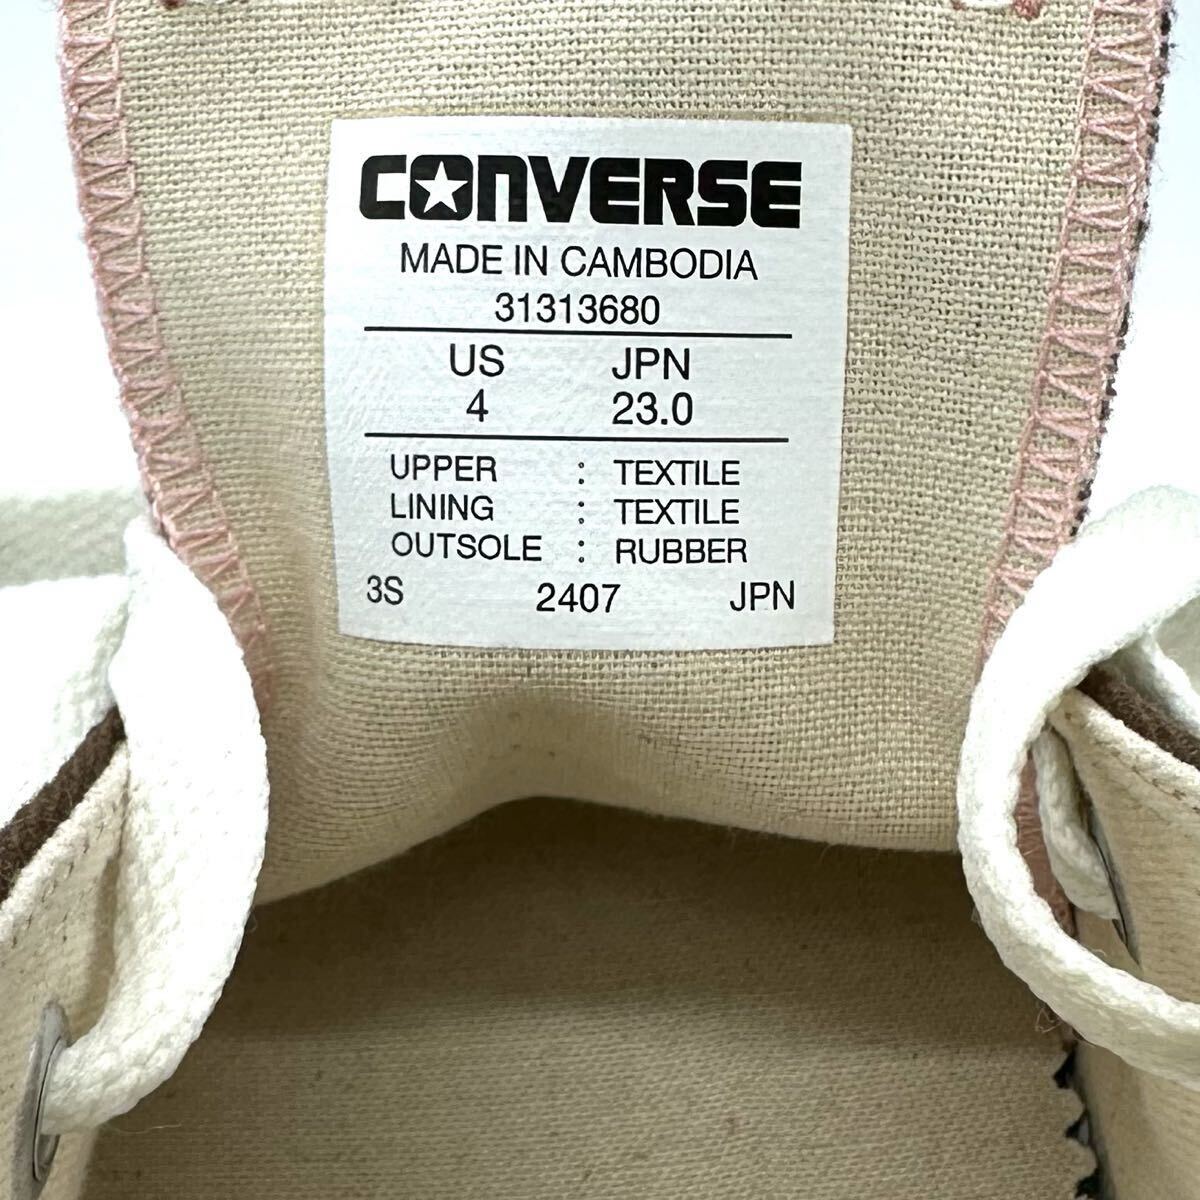 CONVERSE
MADE IN CAMBODIA
31313680
US JPN
4 23.0
UPPER : TEXTILE
LINING : TEXTILE
OUTSOLE : RUBBER
3S 2407 JPN